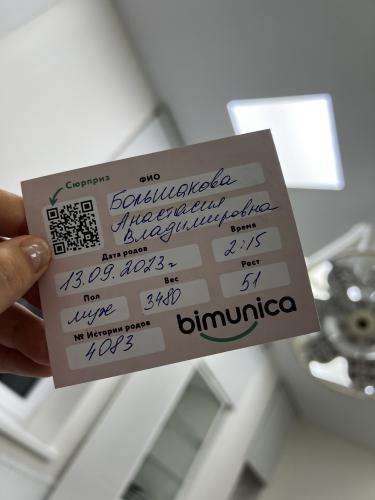 Сюрприз
ФИО
Большакова
Анастасия
Владимировна
Дата родов
Время
13.09.2023г
2:15
Пол
Вес
Рост
муж
3480
51
№ Истории родов
4083
bimunica